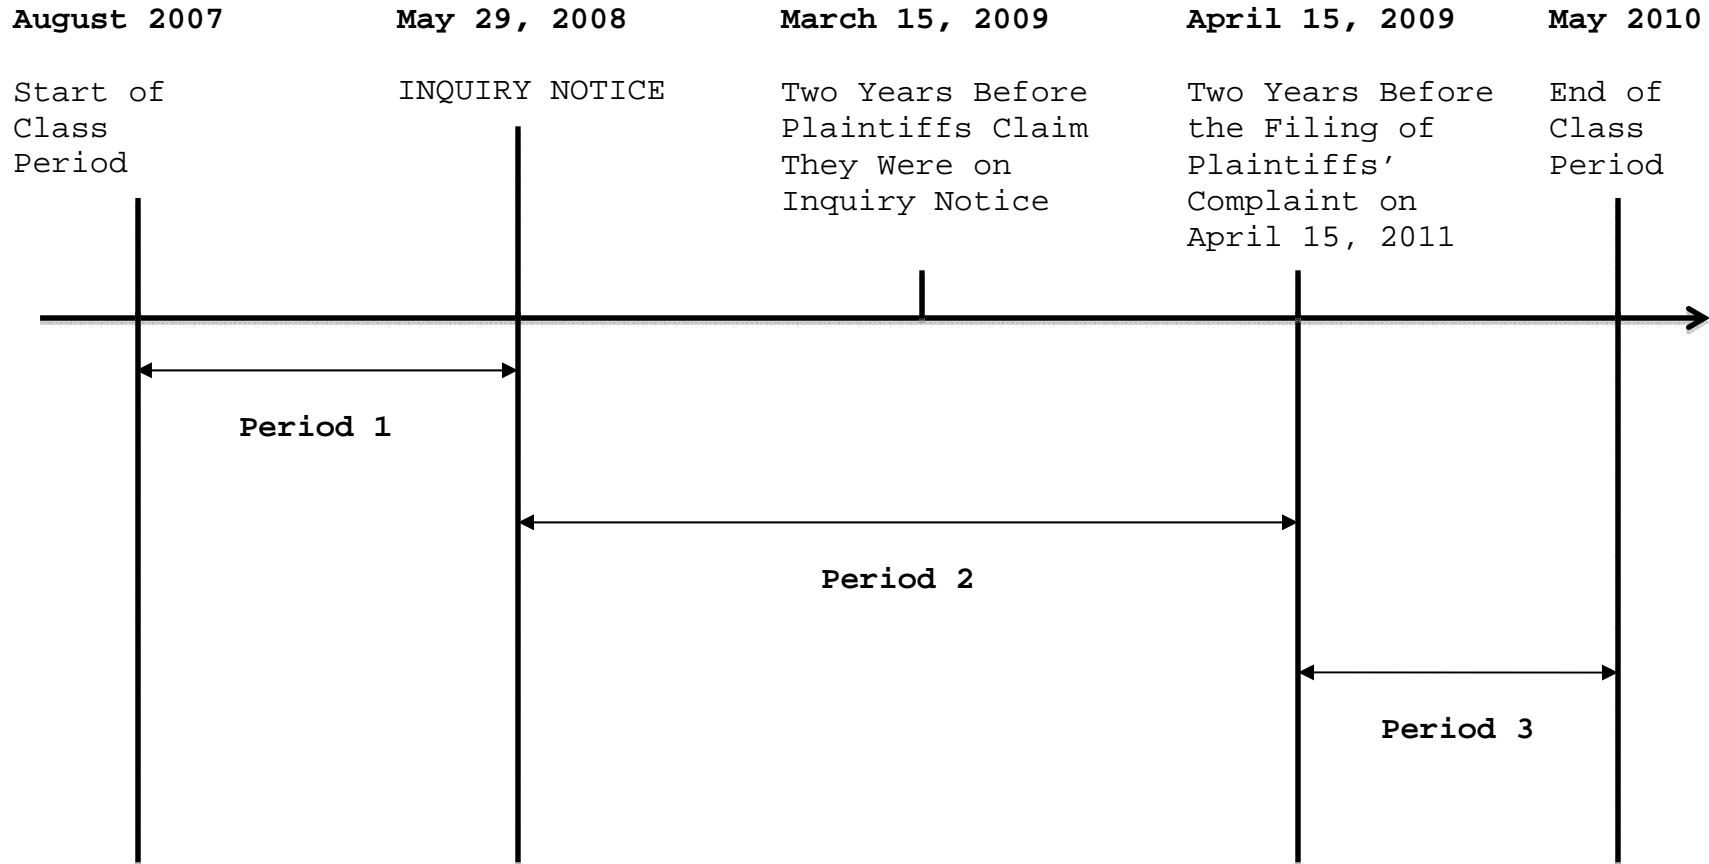 August 2007
Start of
Class
Period
May 29, 2008
INQUIRY NOTICE
March 15, 2009
Two Years Before
Plaintiffs Claim
They Were on
Inquiry Notice
April 15, 2009
Two Years Before
the Filing of
Plaintiffs’
Complaint on
April 15, 2011
May 2010
End of
Class
Period
Period 1
Period 2
Period 3